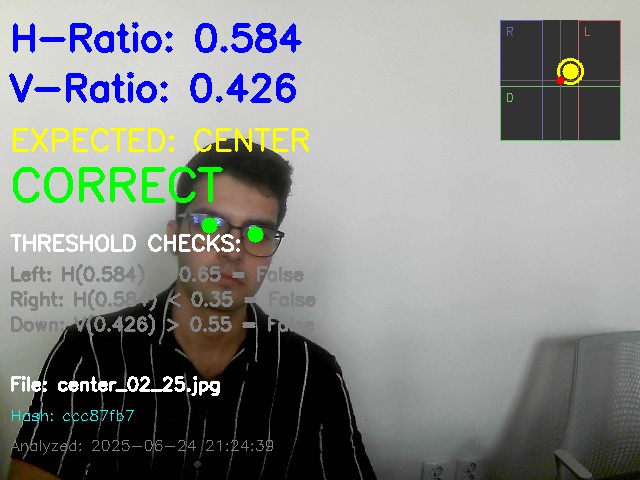 H-Ratio: 0.584
V-Ratio: 0.426
EXPECTED: CENTER
CORRECT
THRESHOLD CHECKS:
Left: H(0.584) > 0.65 = False
Right: H(0.584) < 0.35 = False
Down: V(0.426) > 0.55 = False
File: center_02_25.jpg
Hash: ccc87fb7
Analyzed: 2025-06-24 21:24:39
R
L
D